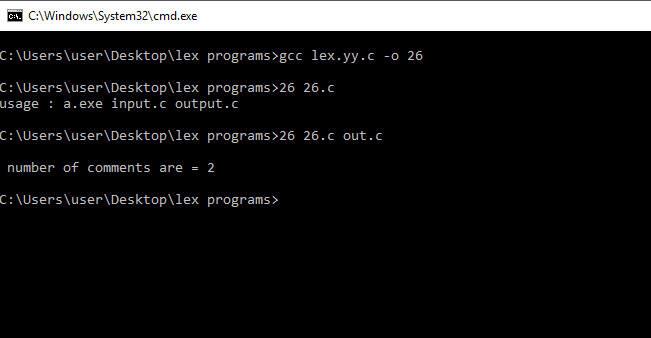 C:\Windows\System32\cmd.exe
C:\Users\user\Desktop\lex programs>gcc lex.yy.c -o 26
C:\Users\user\Desktop\lex programs>26 26.c
usage : a.exe input.c output.c
C:\Users\user\Desktop\lex programs>26 26.c out.c
number of comments are = 2
C:\Users\user\Desktop\lex programs>